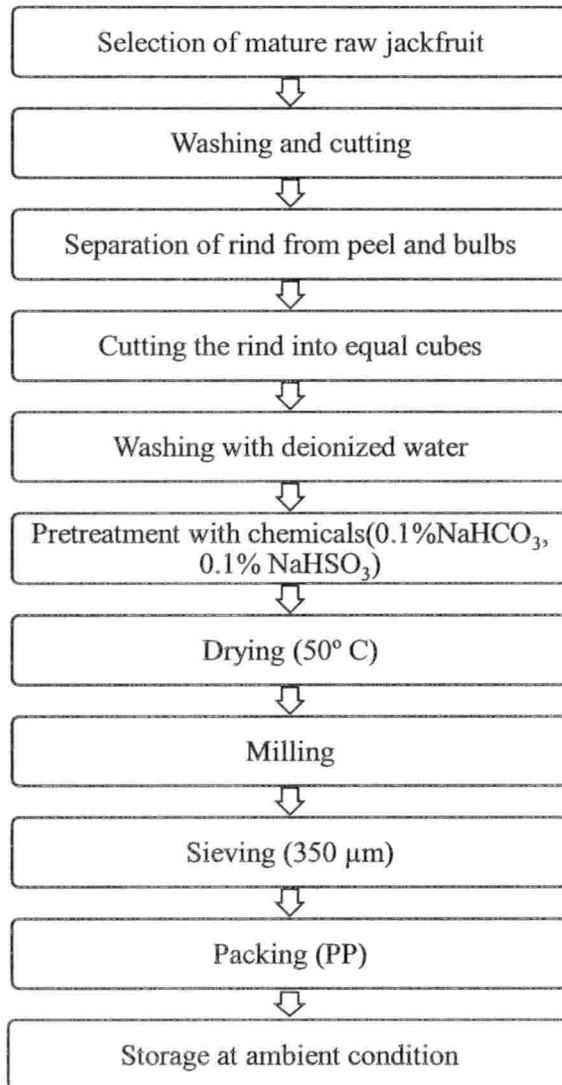 Selection of mature raw jackfruit
Washing and cutting
Separation of rind from peel and bulbs
Cutting the rind into equal cubes
Washing with deionized water
Pretreatment with chemicals(0.1%NaHCO₃,
0.1% NaHSO₃)
Drying (50º C)
Milling
Sieving (350 µm)
Packing (PP)
Storage at ambient condition